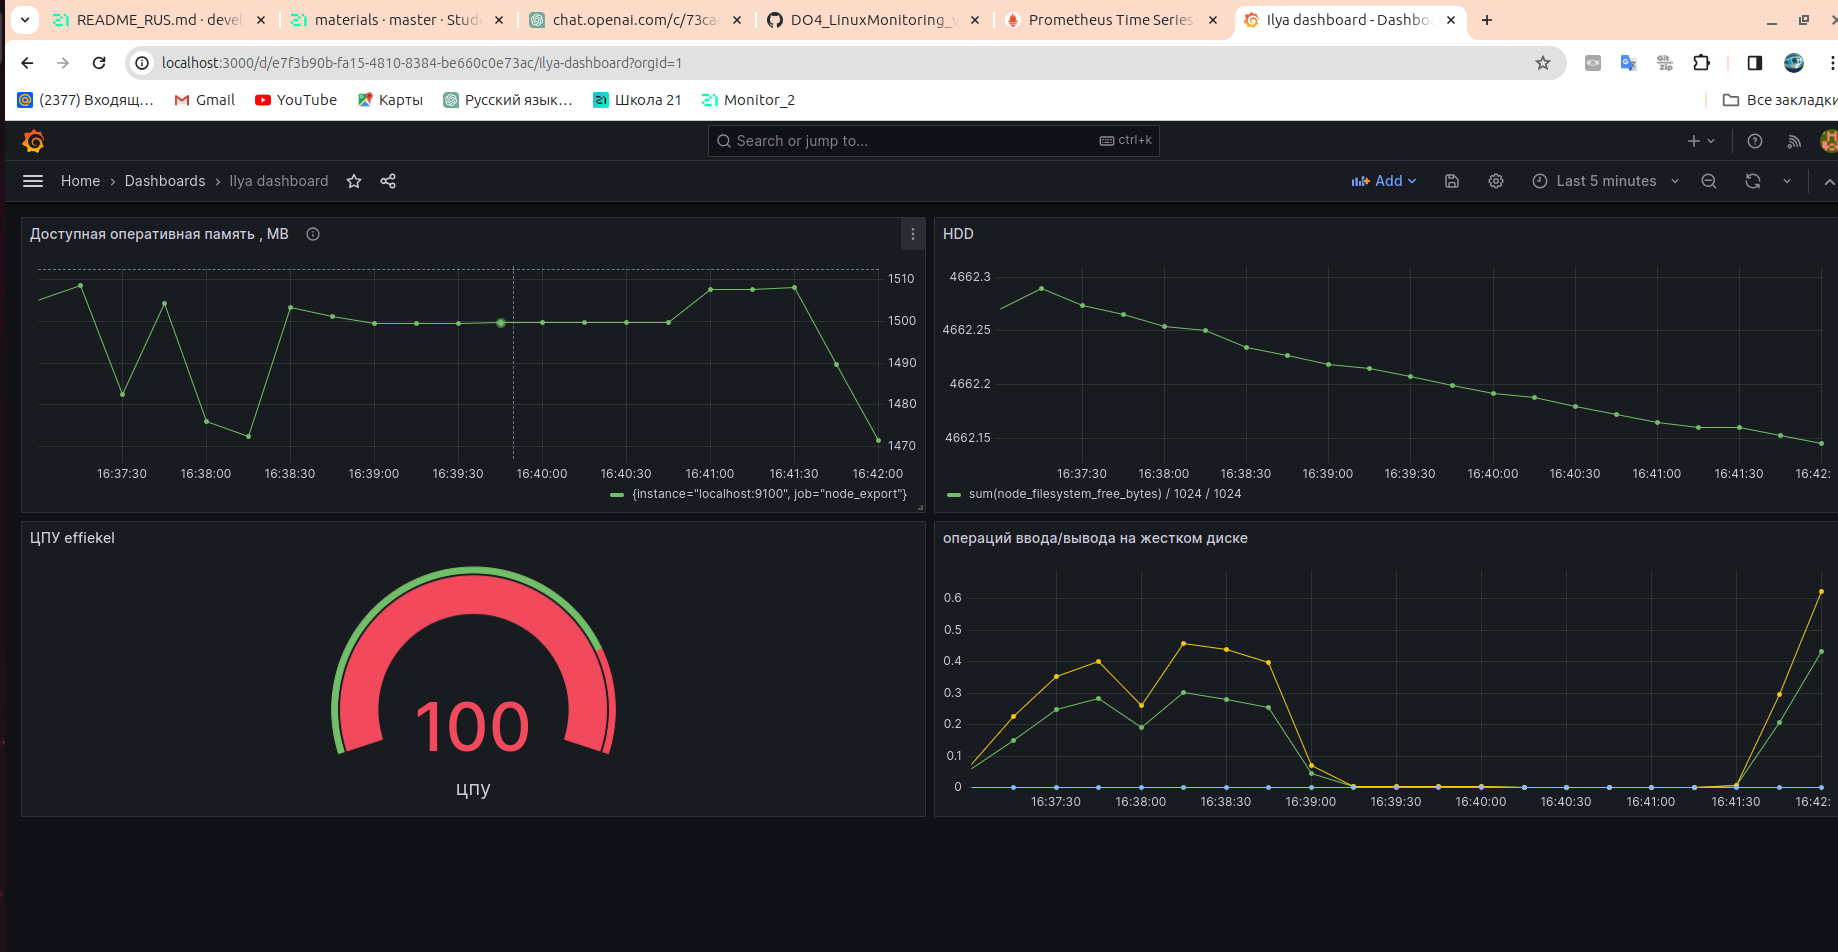 README_RUS.md · devel
materials · master · Stud
chat.openai.com/c/73ca
DO4_LinuxMonitoring_
Prometheus Time Series
Ilya dashboard - Dashbo
localhost:3000/d/e7f3b90b-fa15-4810-8384-be660c0e73ac/ilya-dashboard?orgId=1
(2377) Входящ...
Gmail
YouTube
Карты
Русский язык...
Школа 21
Monitor_2
Все закладки
Search or jump to...
ctrl+k
Home › Dashboards › Ilya dashboard
Add
Last 5 minutes
Доступная оперативная память , MB
1510
1500
1490
1480
1470
16:37:30 16:38:00 16:38:30 16:39:00 16:39:30 16:40:00 16:40:30 16:41:00 16:41:30 16:42:00
{instance="localhost:9100", job="node_export"}
HDD
4662.3
4662.25
4662.2
4662.15
16:37:30 16:38:00 16:38:30 16:39:00 16:39:30 16:40:00 16:40:30 16:41:00 16:41:30 16:42:
sum(node_filesystem_free_bytes) / 1024 / 1024
ЦПУ effiekel
100
цпу
операций ввода/вывода на жестком диске
0.6
0.5
0.4
0.3
0.2
0.1
0
16:37:30 16:38:00 16:38:30 16:39:00 16:39:30 16:40:00 16:40:30 16:41:00 16:41:30 16:42: